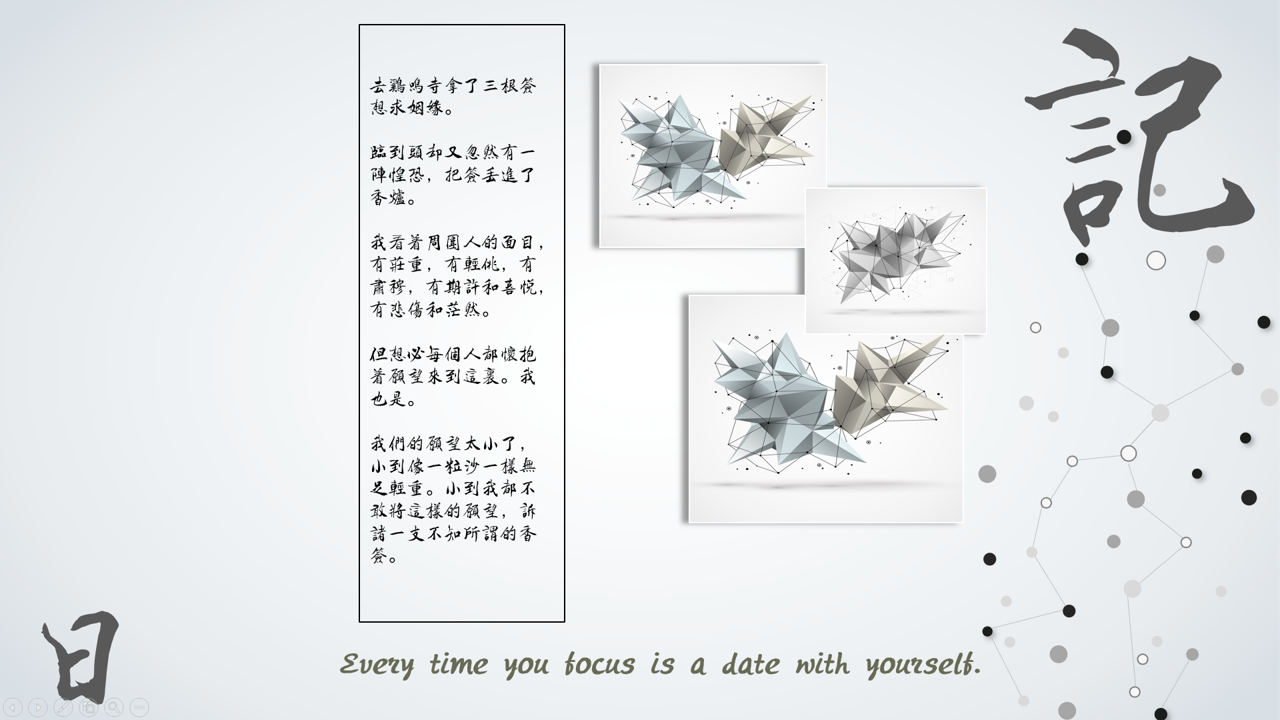 記
去鷄鳴寺拿了三根簽
想求姻緣。
臨到頭却又忽然有一
陣惶恐，把簽丢進了
香爐。
我看着周圍人的面目，
有莊重，有輕佻，有
肅穆，有期許和喜悦，
有悲傷和茫然。
但想必每個人都懷抱
着願望來到這裏。我
也是。
我們的願望太小了，
小到像一粒沙一樣無
足輕重。小到我都不
敢將這樣的願望，訴
諸一支不知所謂的香
簽。
日
Every time you focus is a date with yourself.